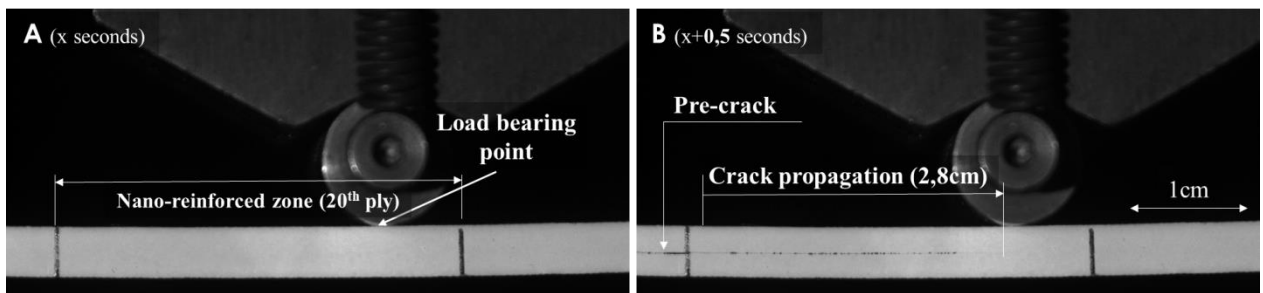 A (x seconds)
Load bearing
point
Nano-reinforced zone (20th ply)
B (x+0,5 seconds)
Pre-crack
Crack propagation (2,8cm)
1cm